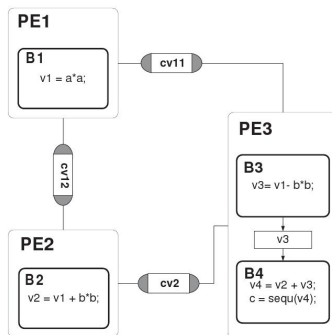 PE1
B1
v1 = a*a;
cv11
cv12
PE2
B2
v2 = v1 + b*b;
cv2
PE3
B3
v3= v1- b*b;
v3
B4
v4 = v2 + v3;
c = sequ(v4);